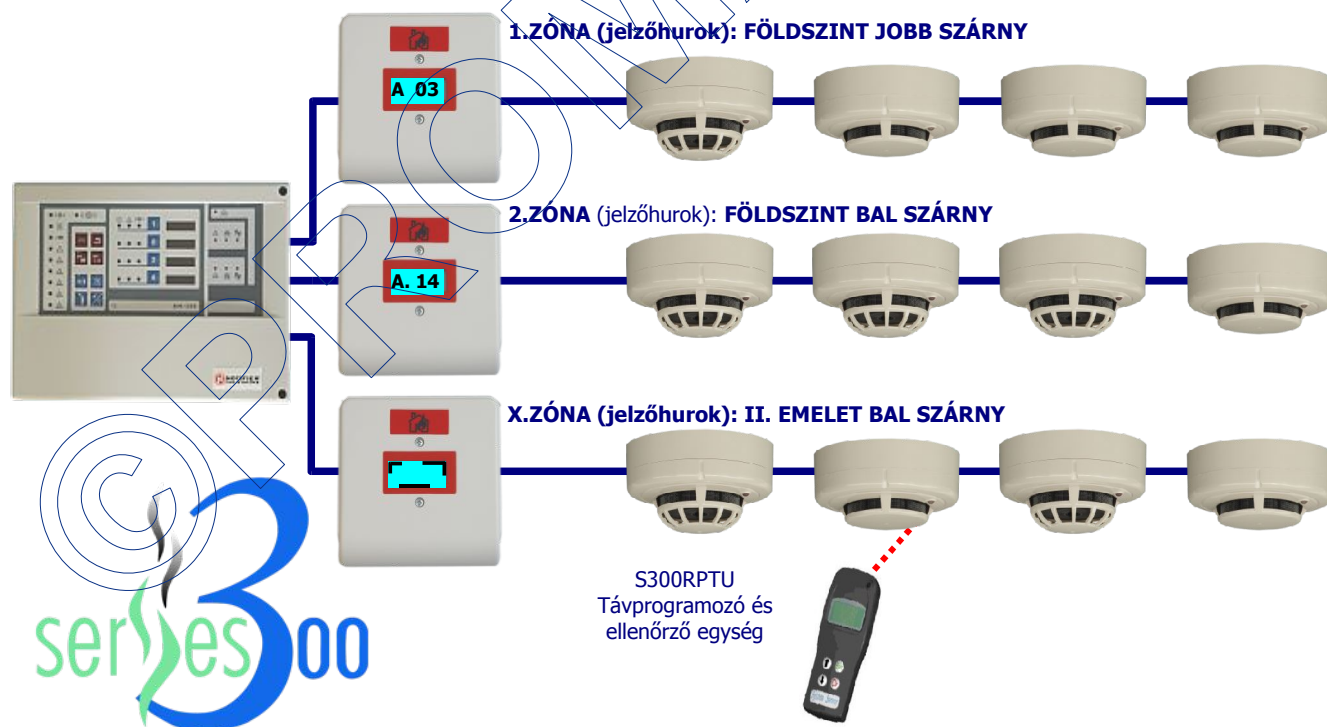 1.ZÓNA (jelzőhurok): FÖLDSZINT JOBB SZÁRNY
A 03
2.ZÓNA (jelzőhurok): FÖLDSZINT BAL SZÁRNY
A. 14
NOTIFIER
X.ZÓNA (jelzőhurok): II. EMELET BAL SZÁRNY
S300RPTU
Távprogramozó és
ellenőrző egység
series 300